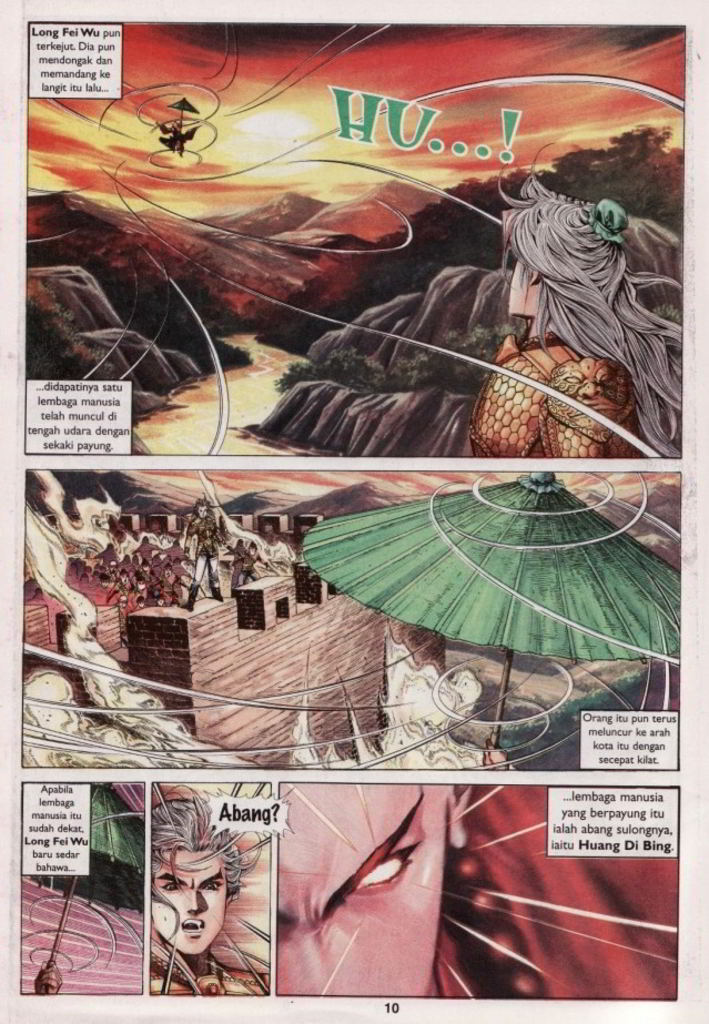 Long Fei Wu pun
terkejut. Dia pun
mendongak dan
memandang ke
langit itu lalu...
HU...!
...didapatinya satu
lembaga manusia
telah muncul di
tengah udara dengan
sekaki payung.
Orang itu pun terus
meluncur ke arah
kota itu dengan
secepat kilat.
Apabila
lembaga
manusia itu
sudah dekat,
Long Fei Wu
baru sedar
bahawa...
Abang?
...lembaga manusia
yang berpayung itu
ialah abang sulongnya,
iaitu Huang Di Bing.
10